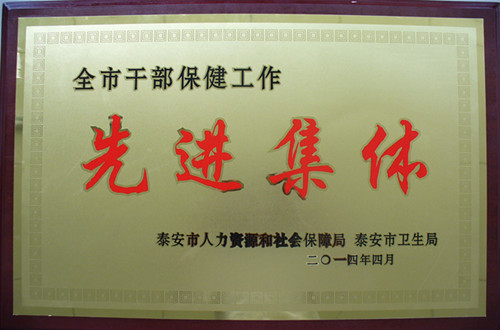 全市干部保健工作
先进集体
泰安市人力资源和社会保障局 泰安市卫生局
二〇一四年四月